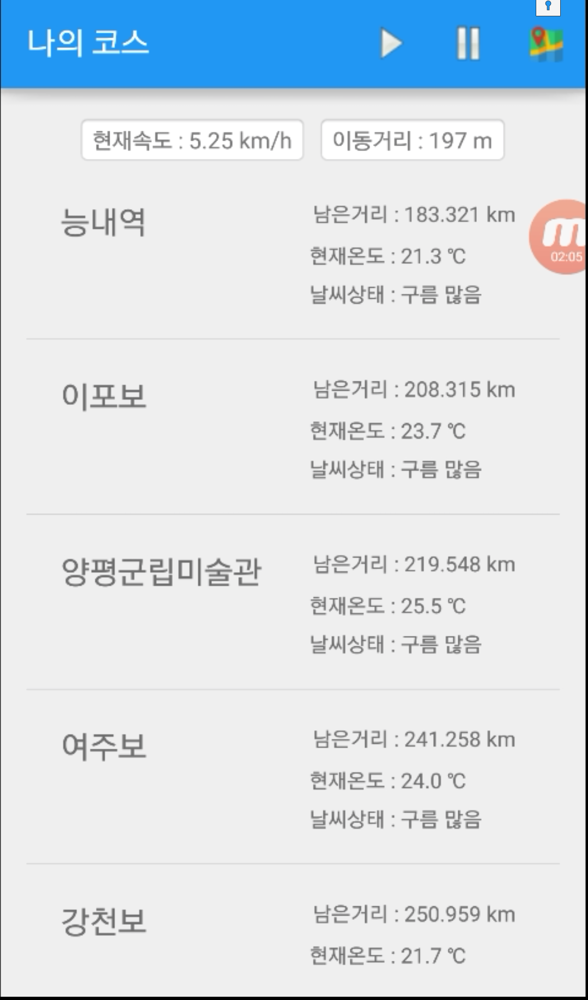 나의 코스
현재속도 : 5.25 km/h 이동거리 : 197 m
능내역
남은거리 : 183.321 km
현재온도 : 21.3 ℃
날씨상태 : 구름 많음
m
02:05
이포보
남은거리 : 208.315 km
현재온도 : 23.7 ℃
날씨상태 : 구름 많음
양평군립미술관
남은거리 : 219.548 km
현재온도 : 25.5 ℃
날씨상태 : 구름 많음
여주보
남은거리 : 241.258 km
현재온도 : 24.0 ℃
날씨상태 : 구름 많음
강천보
남은거리 : 250.959 km
현재온도 : 21.7 ℃